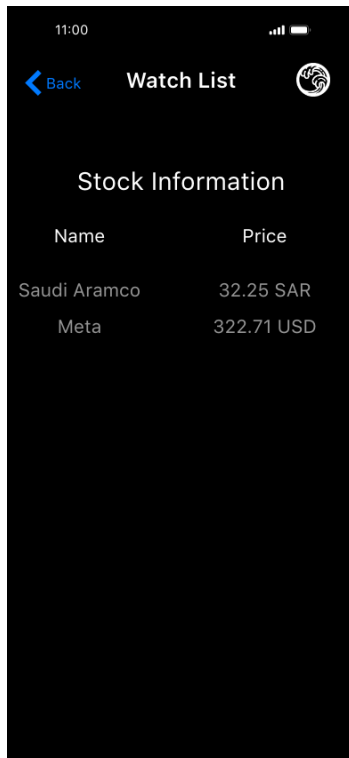 11:00
Back Watch List
Stock Information
Name Price
Saudi Aramco 32.25 SAR
Meta 322.71 USD